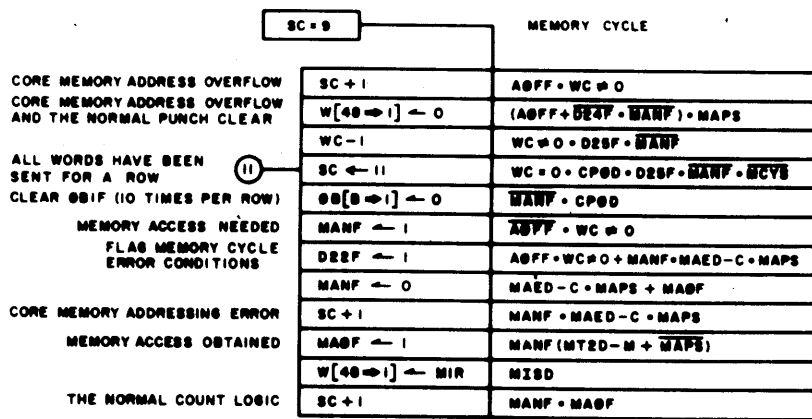 SC = 9 MEMORY CYCLE
CORE MEMORY ADDRESS OVERFLOW SC + 1 AØFF • WC ≠ 0
CORE MEMORY ADDRESS OVERFLOW
AND THE NORMAL PUNCH CLEAR W[48 ⇒ 1] ← 0 (AØFF + D̅2̅4̅F̅ • M̅A̅N̅F̅) • MAPS
WC - 1 WC ≠ 0 • D25F • M̅A̅N̅F̅
ALL WORDS HAVE BEEN
SENT FOR A ROW 11 SC ← 11 WC = 0 • CPØD • D25F • M̅A̅N̅F̅ • M̅C̅Y̅S̅
CLEAR ØBIF (10 TIMES PER ROW) ØB[8 ⇒ 1] ← 0 M̅A̅N̅F̅ • CPØD
MEMORY ACCESS NEEDED MANF ← 1 A̅Ø̅F̅F̅ • WC ≠ 0
FLAG MEMORY CYCLE
ERROR CONDITIONS D22F ← 1 AØFF • WC ≠ 0 + MANF • MAED-C • MAPS
MANF ← 0 MAED-C • MAPS + MAØF
CORE MEMORY ADDRESSING ERROR SC + 1 MANF • MAED-C • MAPS
MEMORY ACCESS OBTAINED MAØF ← 1 MANF (MT2D-M + M̅A̅P̅S̅)
W[48 ⇒ 1] ← MIR MISD
THE NORMAL COUNT LOGIC SC + 1 MANF • MAØF